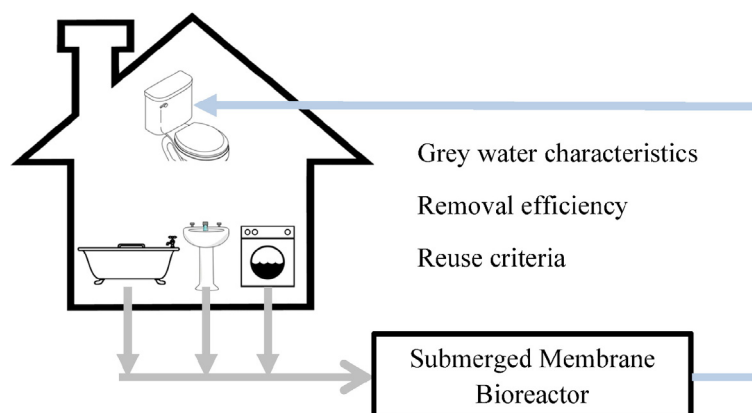 Grey water characteristics
Removal efficiency
Reuse criteria
Submerged Membrane
Bioreactor